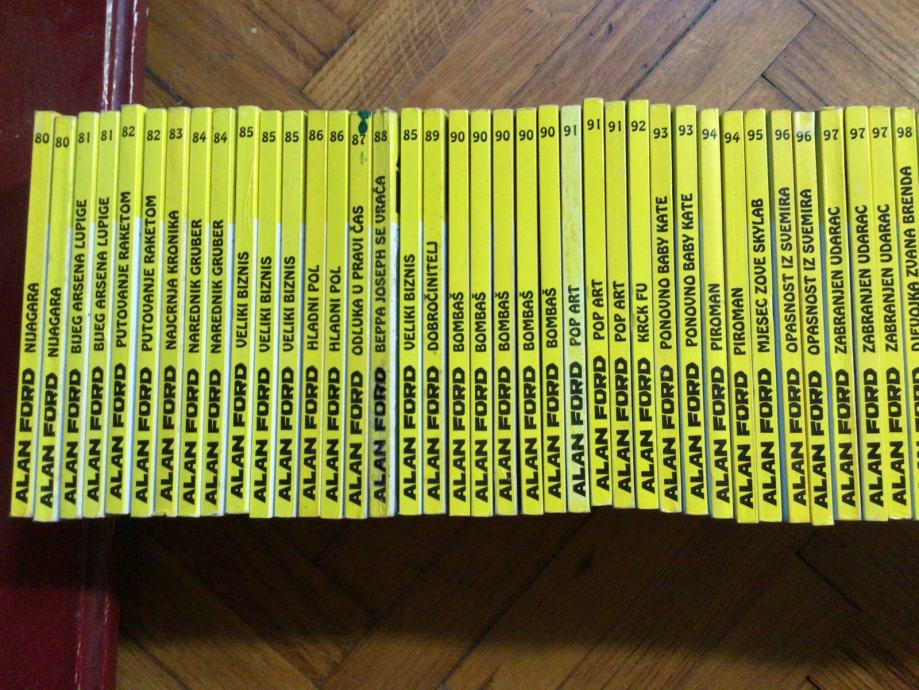 ALAN FORD NIJAGARA 80
ALAN FORD NIJAGARA 80
ALAN FORD BIJEG ARSENA LUPIGE 81
ALAN FORD BIJEG ARSENA LUPIGE 81
ALAN FORD PUTOVANJE RAKETOM 82
ALAN FORD PUTOVANJE RAKETOM 82
ALAN FORD NAJCRNJA KRONIKA 83
ALAN FORD NAREDNIK GRUBER 84
ALAN FORD NAREDNIK GRUBER 84
ALAN FORD VELIKI BIZNIS 85
ALAN FORD VELIKI BIZNIS 85
ALAN FORD VELIKI BIZNIS 85
ALAN FORD HLADNI POL 86
ALAN FORD HLADNI POL 86
ALAN FORD ODLUKA U PRAVI ČAS 87
ALAN FORD BEPPA JOSEPH SE VRAĆA 88
ALAN FORD VELIKI BIZNIS 85
ALAN FORD DOBROČINITELJ 89
ALAN FORD BOMBAŠ 90
ALAN FORD BOMBAŠ 90
ALAN FORD BOMBAŠ 90
ALAN FORD BOMBAŠ 90
ALAN FORD BOMBAŠ 90
ALAN FORD POP ART 91
ALAN FORD POP ART 91
ALAN FORD POP ART 91
ALAN FORD KRCK FU 92
ALAN FORD PONOVNO BABY KATE 93
ALAN FORD PONOVNO BABY KATE 93
ALAN FORD PIROMAN 94
ALAN FORD PIROMAN 94
ALAN FORD MJESEC ZOVE SKYLAB 95
ALAN FORD OPASNOST IZ SVEMIRA 96
ALAN FORD OPASNOST IZ SVEMIRA 96
ALAN FORD ZABRANJEN UDARAC 97
ALAN FORD ZABRANJEN UDARAC 97
ALAN FORD ZABRANJEN UDARAC 97
DJEVOJKA ZVANA BRENDA 98